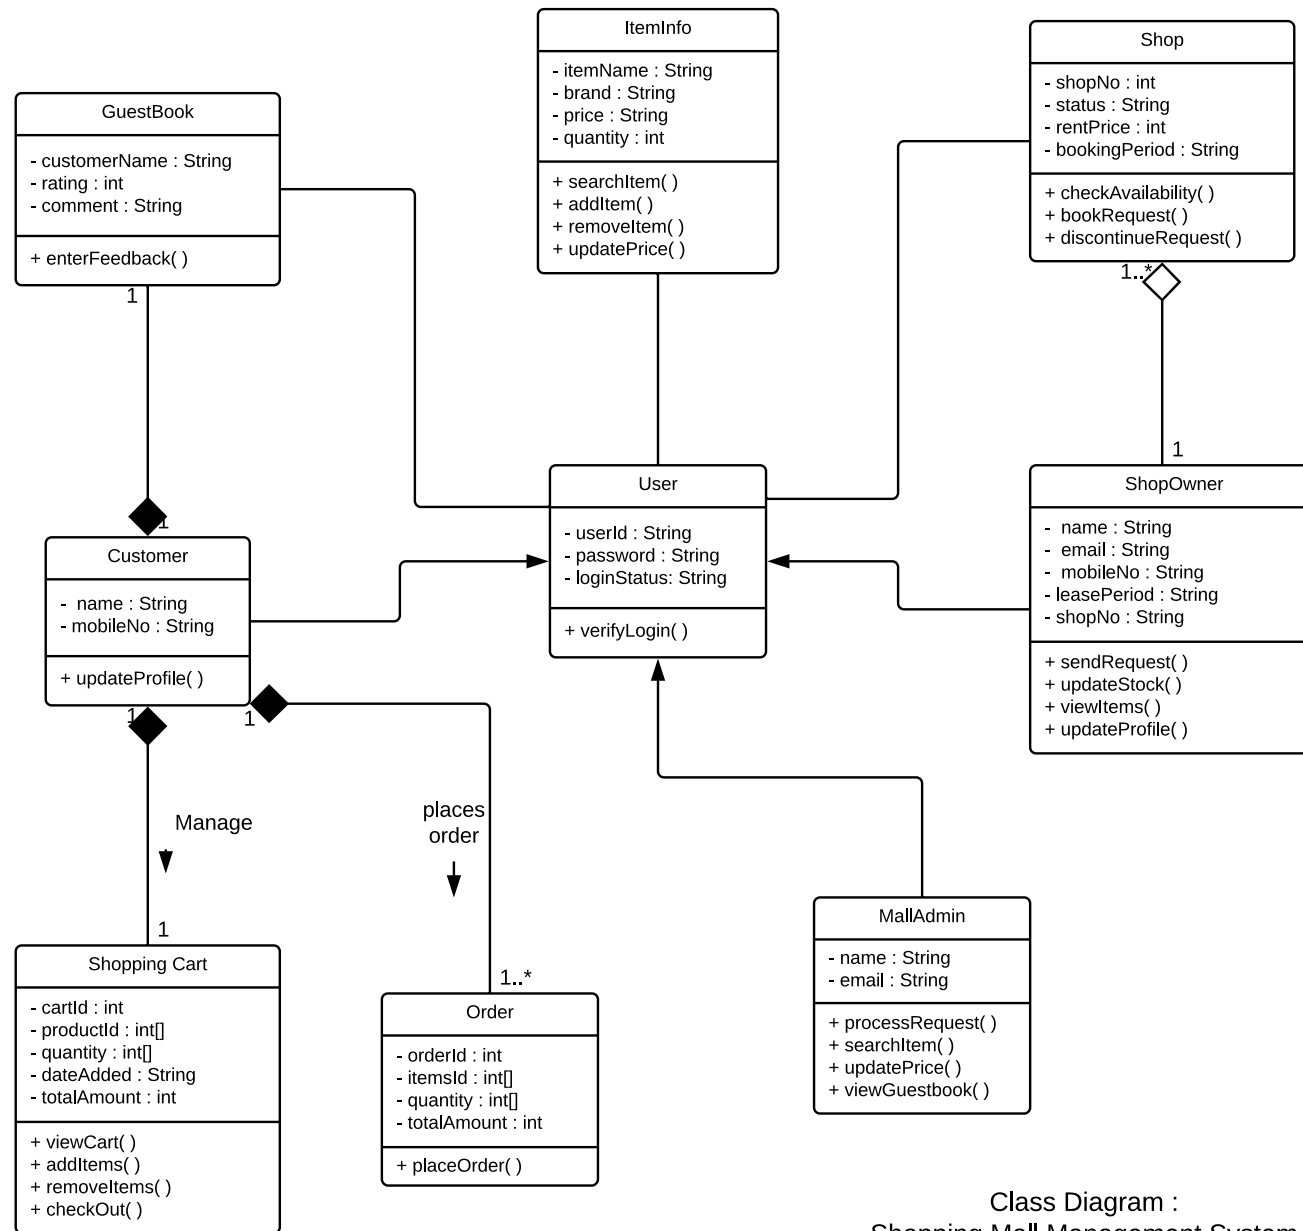 ItemInfo
- itemName : String
- brand : String
- price : String
- quantity : int
+ searchItem( )
+ addItem( )
+ removeItem( )
+ updatePrice( )
Shop
- shopNo : int
- status : String
- rentPrice : int
- bookingPeriod : String
+ checkAvailability( )
+ bookRequest( )
+ discontinueRequest( )
1..*
GuestBook
- customerName : String
- rating : int
- comment : String
+ enterFeedback( )
1
1
Customer
- name : String
- mobileNo : String
+ updateProfile( )
1
1
User
- userId : String
- password : String
- loginStatus: String
+ verifyLogin( )
1
ShopOwner
- name : String
- email : String
- mobileNo : String
- leasePeriod : String
- shopNo : String
+ sendRequest( )
+ updateStock( )
+ viewItems( )
+ updateProfile( )
Manage
places
order
1
Shopping Cart
- cartId : int
- productId : int[]
- quantity : int[]
- dateAdded : String
- totalAmount : int
+ viewCart( )
+ addItems( )
+ removeItems( )
+ checkOut( )
1..*
Order
- orderId : int
- itemsId : int[]
- quantity : int[]
- totalAmount : int
+ placeOrder( )
MallAdmin
- name : String
- email : String
+ processRequest( )
+ searchItem( )
+ updatePrice( )
+ viewGuestbook( )
Class Diagram :
Shopping Mall Management System